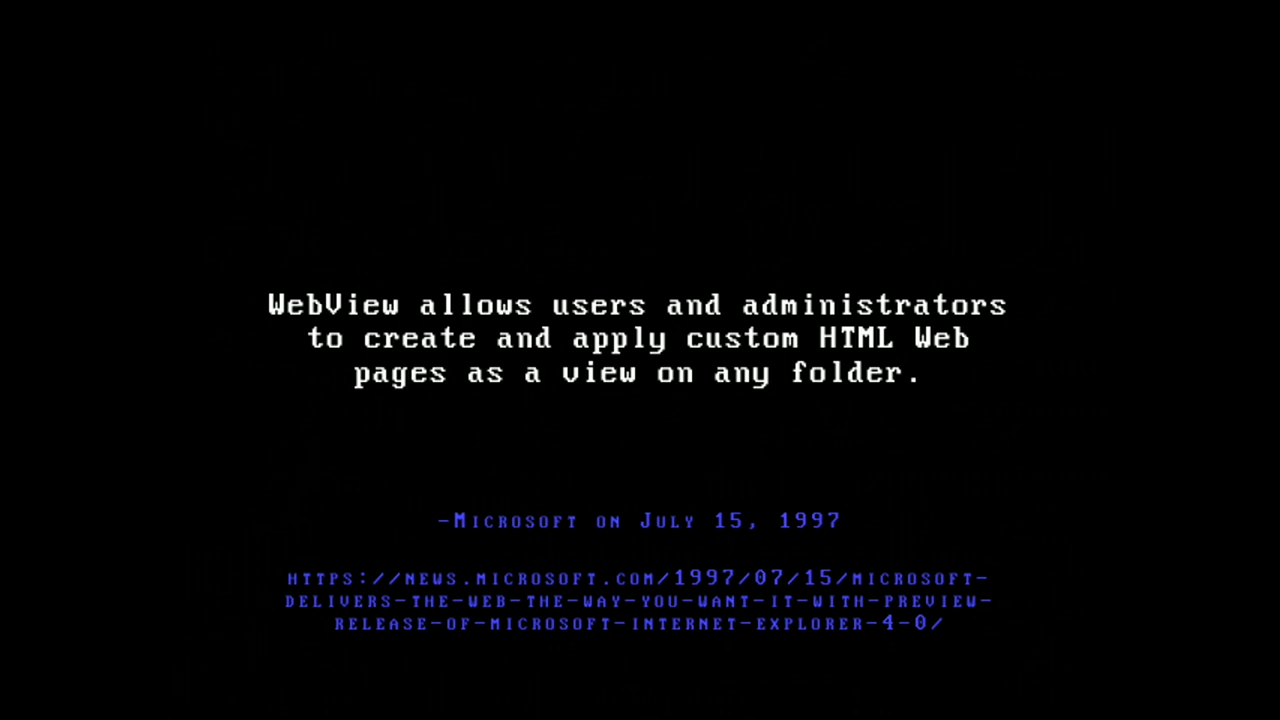 WebView allows users and administrators
to create and apply custom HTML Web
pages as a view on any folder.
-Microsoft on July 15, 1997
https://news.microsoft.com/1997/07/15/microsoft-
delivers-the-web-the-way-you-want-it-with-preview-
release-of-microsoft-internet-explorer-4-0/